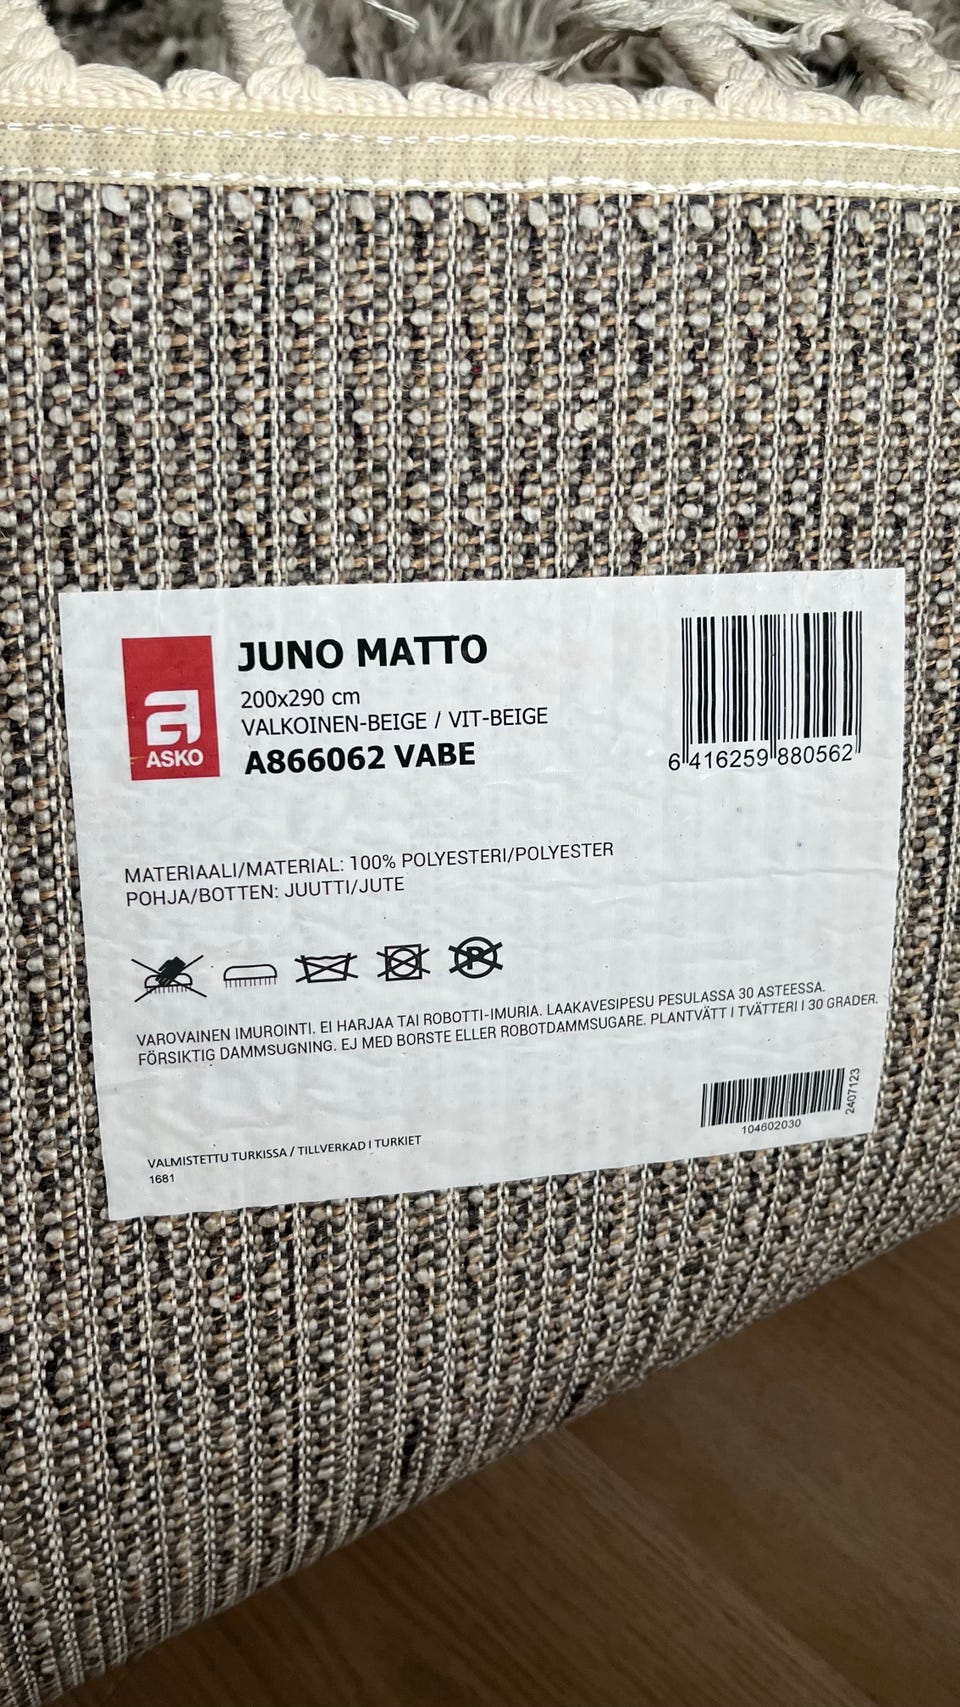 ASKO
JUNO MATTO
200x290 cm
VALKOINEN-BEIGE / VIT-BEIGE
A866062 VABE
6 416259 880562
MATERIAALI/MATERIAL: 100% POLYESTERI/POLYESTER
POHJA/BOTTEN: JUUTTI/JUTE
P
VAROVAINEN IMUROINTI. EI HARJAA TAI ROBOTTI-IMURIA. LAAKAVESIPESU PESULASSA 30 ASTEESSA.
FÖRSIKTIG DAMMSUGNING. EJ MED BORSTE ELLER ROBOTDAMMSUGARE. PLANTVÄTT I TVÄTTERI I 30 GRADER.
104602030
2407123
VALMISTETTU TURKISSA / TILLVERKAD I TURKIET
1681